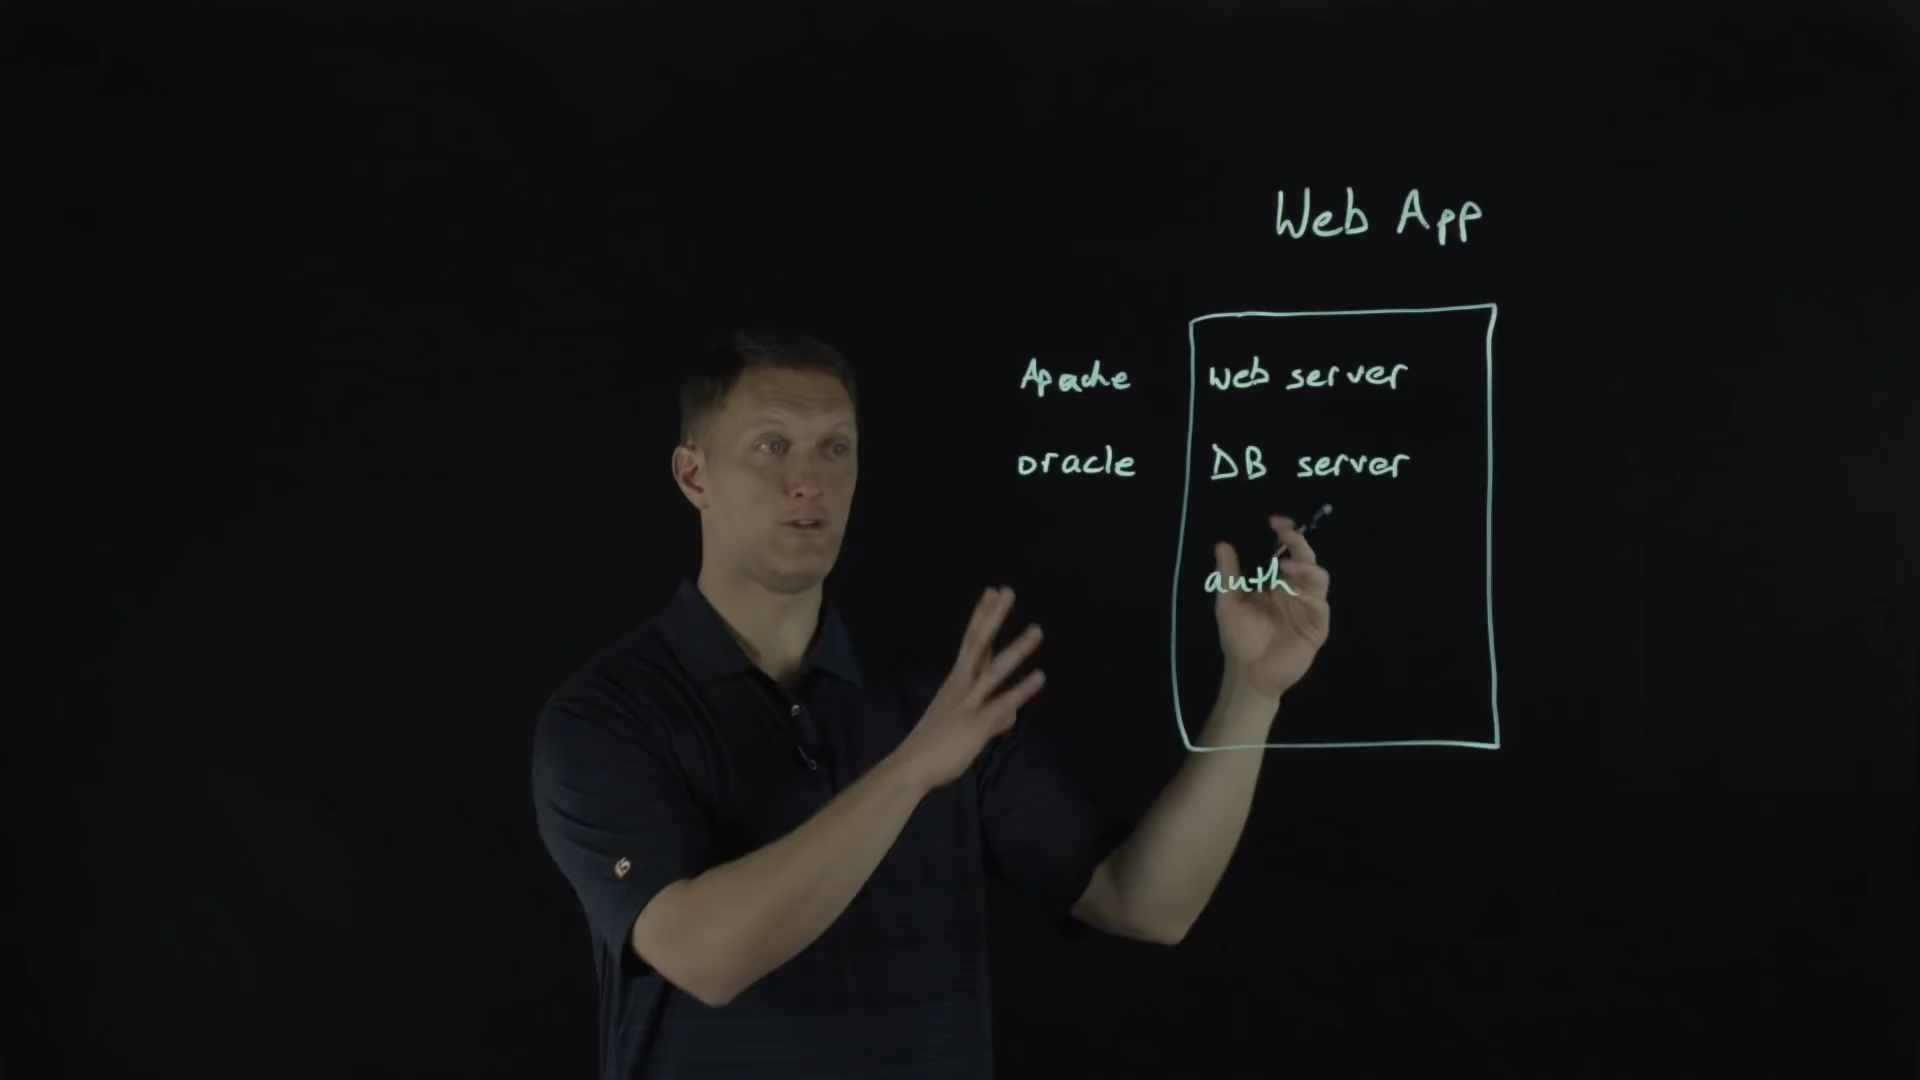 Web App
Apache web server
oracle DB server
auth